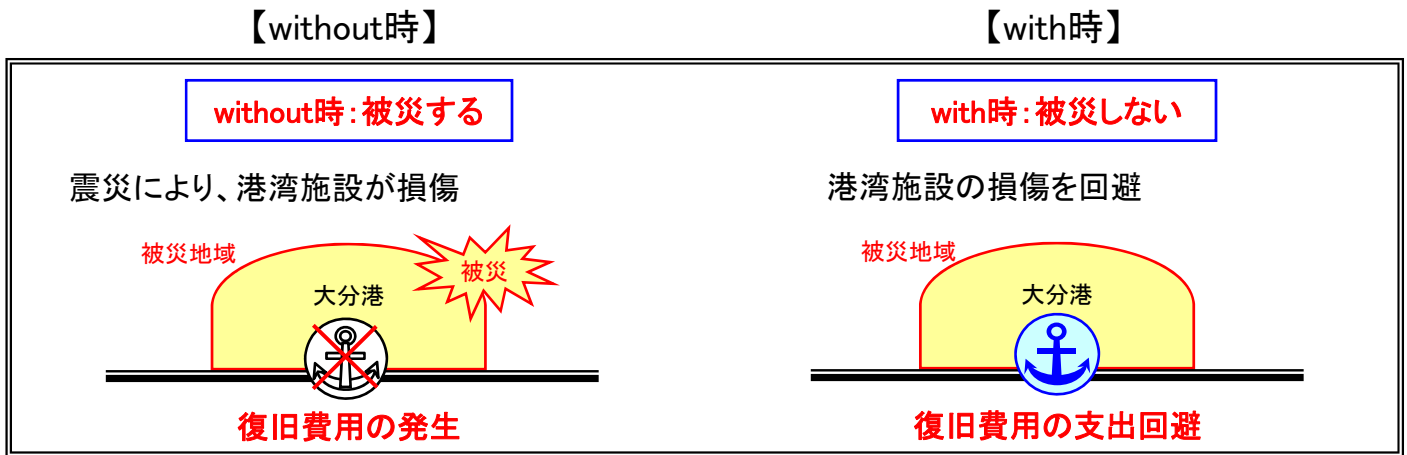 【without時】
without時：被災する
震災により、港湾施設が損傷
被災地域
被災
大分港
復旧費用の発生
【with時】
with時：被災しない
港湾施設の損傷を回避
被災地域
大分港
復旧費用の支出回避